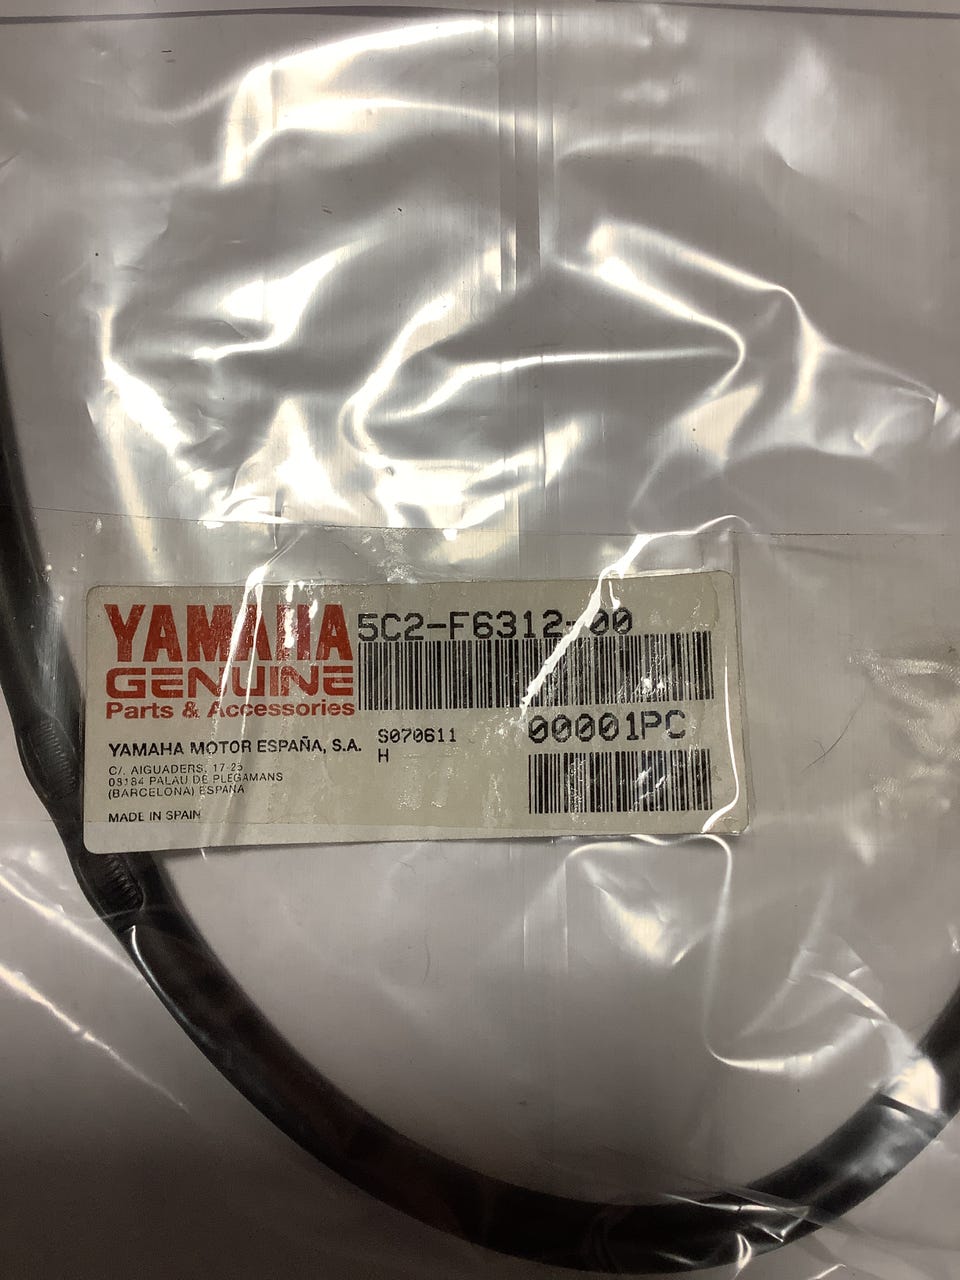 YAMAHA
GENUINE
Parts & Accessories
5C2-F6312-00
00001PC
YAMAHA MOTOR ESPAÑA, S.A.
S070611
H
C/. AIGUADERS, 17-25
08184 PALAU DE PLEGAMANS
(BARCELONA) ESPAÑA
MADE IN SPAIN